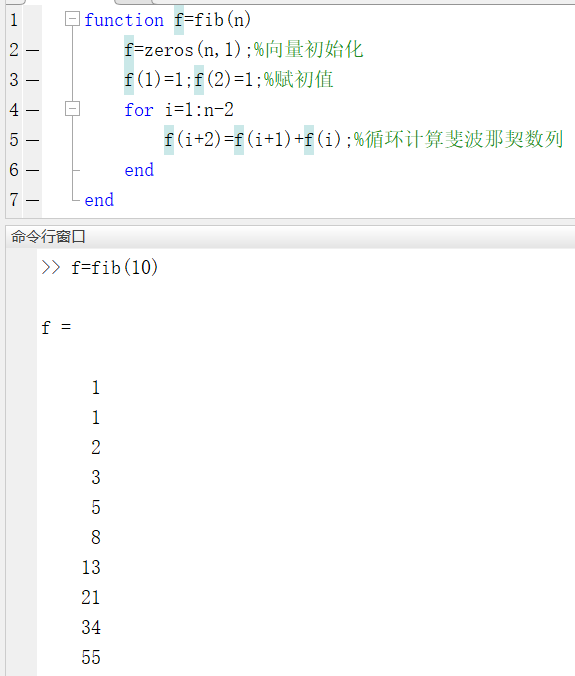 1 function f=fib(n)
2 — f=zeros(n,1);%向量初始化
3 — f(1)=1;f(2)=1;%赋初值
4 — for i=1:n-2
5 — f(i+2)=f(i+1)+f(i);%循环计算斐波那契数列
6 — end
7 — end
命令行窗口
>> f=fib(10)
f =
1
1
2
3
5
8
13
21
34
55